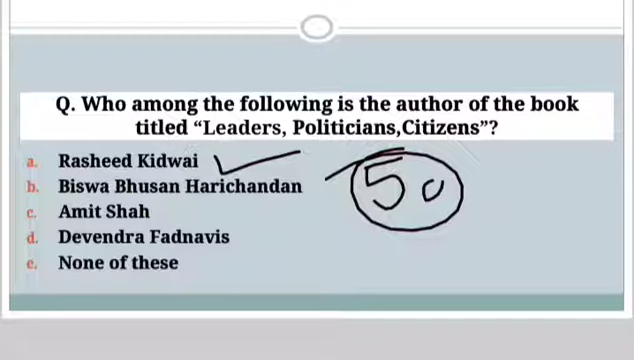 Q. Who among the following is the author of the book
titled “Leaders, Politicians,Citizens”?
a. Rasheed Kidwai
b. Biswa Bhusan Harichandan
c. Amit Shah
d. Devendra Fadnavis
e. None of these
50